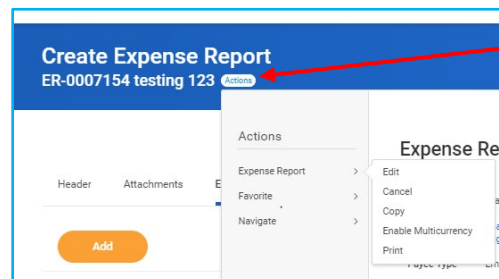 Create Expense Report
ER-0007154 testing 123 Actions
Actions
Expense Re
Expense Report
Edit
Header Attachments E
Cancel
Favorite
Copy
Navigate
Enable Multicurrency
Add
Print
Payee Type